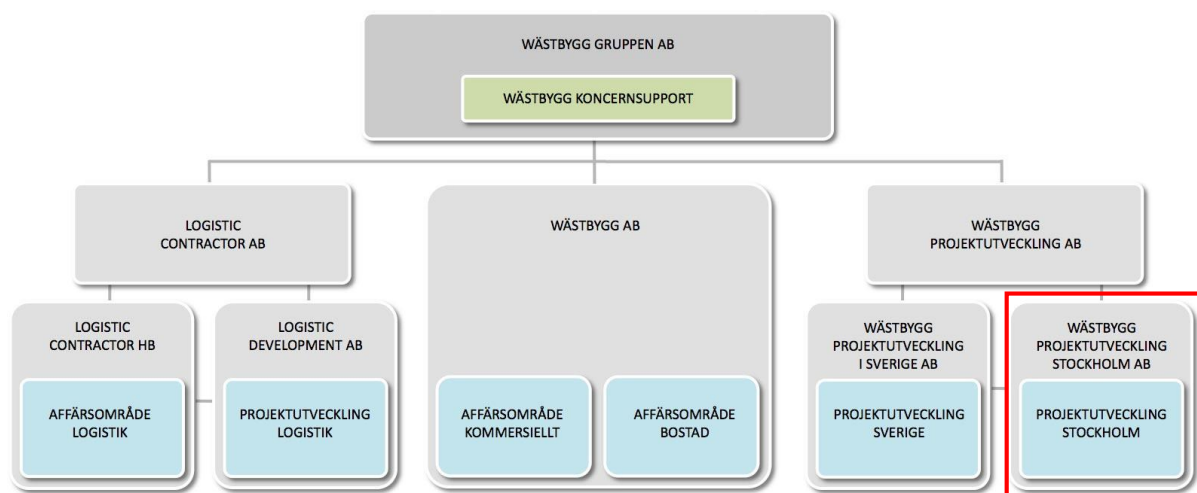 WÄSTBYGG GRUPPEN AB
WÄSTBYGG KONCERNSUPPORT
LOGISTIC
CONTRACTOR AB
WÄSTBYGG AB
WÄSTBYGG
PROJEKTUTVECKLING AB
LOGISTIC
CONTRACTOR HB
AFFÄRSOMRÅDE
LOGISTIK
LOGISTIC
DEVELOPMENT AB
PROJEKTUTVECKLING
LOGISTIK
AFFÄRSOMRÅDE
KOMMERSIELLT
AFFÄRSOMRÅDE
BOSTAD
WÄSTBYGG
PROJEKTUTVECKLING
I SVERIGE AB
PROJEKTUTVECKLING
SVERIGE
WÄSTBYGG
PROJEKTUTVECKLING
STOCKHOLM AB
PROJEKTUTVECKLING
STOCKHOLM